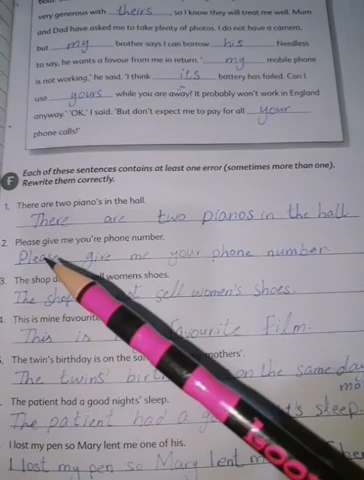 very generous with theirs , so I know they will treat me well. Mum
and Dad have asked me to take plenty of photos. I do not have a camera,
but my brother says I can borrow his Needless
to say, he wants a favour from me in return. ' my mobile phone
is not working,' he said. 'I think its battery has failed. Can I
use yours while you are away? It probably won't work in England
anyway.' 'OK,' I said. 'But don't expect me to pay for all your
phone calls!'
F Each of these sentences contains at least one error (sometimes more than one).
Rewrite them correctly.
1. There are two piano's in the hall.
There are two pianos in the hall
2. Please give me you're phone number.
Please give me your phone number.
3. The shop womens shoes.
The shop sell women's shoes.
This is mine favourite
This is favourite film.
The twin's birthday is on the mothers'.
The twins' on the same day
The patient had a good nights' sleep.
The patient had a sleep.
I lost my pen so Mary lent me one of his.
I lost my pen so Mary lent